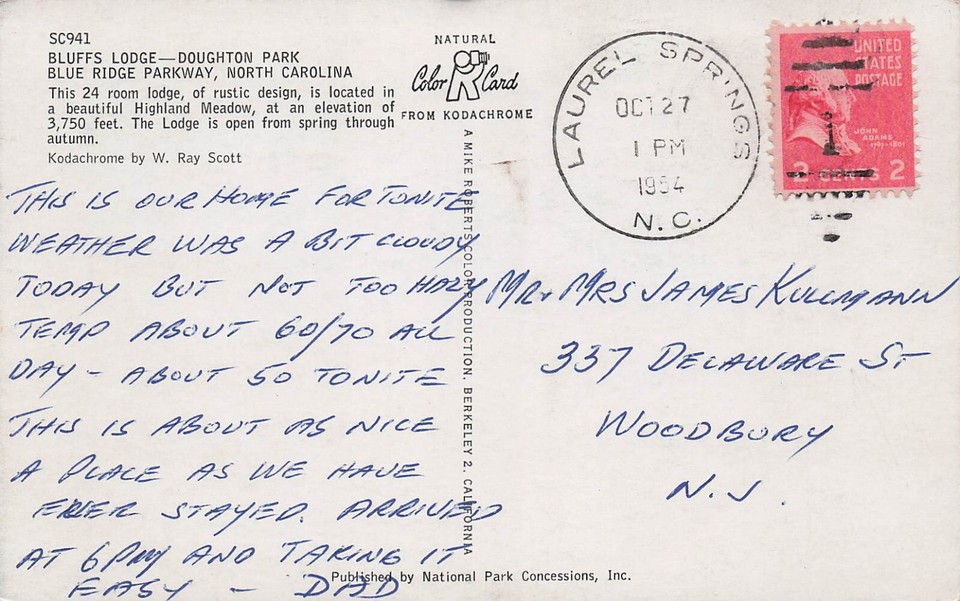 SC941
BLUFFS LODGE—DOUGHTON PARK
BLUE RIDGE PARKWAY, NORTH CAROLINA
This 24 room lodge, of rustic design, is located in
a beautiful Highland Meadow, at an elevation of
3,750 feet. The Lodge is open from spring through
autumn.
Kodachrome by W. Ray Scott
NATURAL
Color Card
FROM KODACHROME
LAUREL SPRINGS
OCT 27
1 PM
1954
N.C.
UNITED
STATES
POSTAGE
JOHN
ADAMS
1797-1801
2 CENTS 2
THIS IS OUR HOME FOR TONITE
WEATHER WAS A BIT CLOUDY
TODAY BUT NOT TOO HAZY
TEMP ABOUT 60/70 ALL
DAY - ABOUT 50 TONITE
THIS IS ABOUT AS NICE
A PLACE AS WE HAVE
EVER STAYED. ARRIVED
AT 6 PM AND TAKING IT
EASY - DAD
A MIKE ROBERTS COLOR PRODUCTION. BERKELEY 2. CALIFORNIA
MR + MRS JAMES KULLMANN
337 DELAWARE ST
WOODBURY
N.J.
Published by National Park Concessions, Inc.